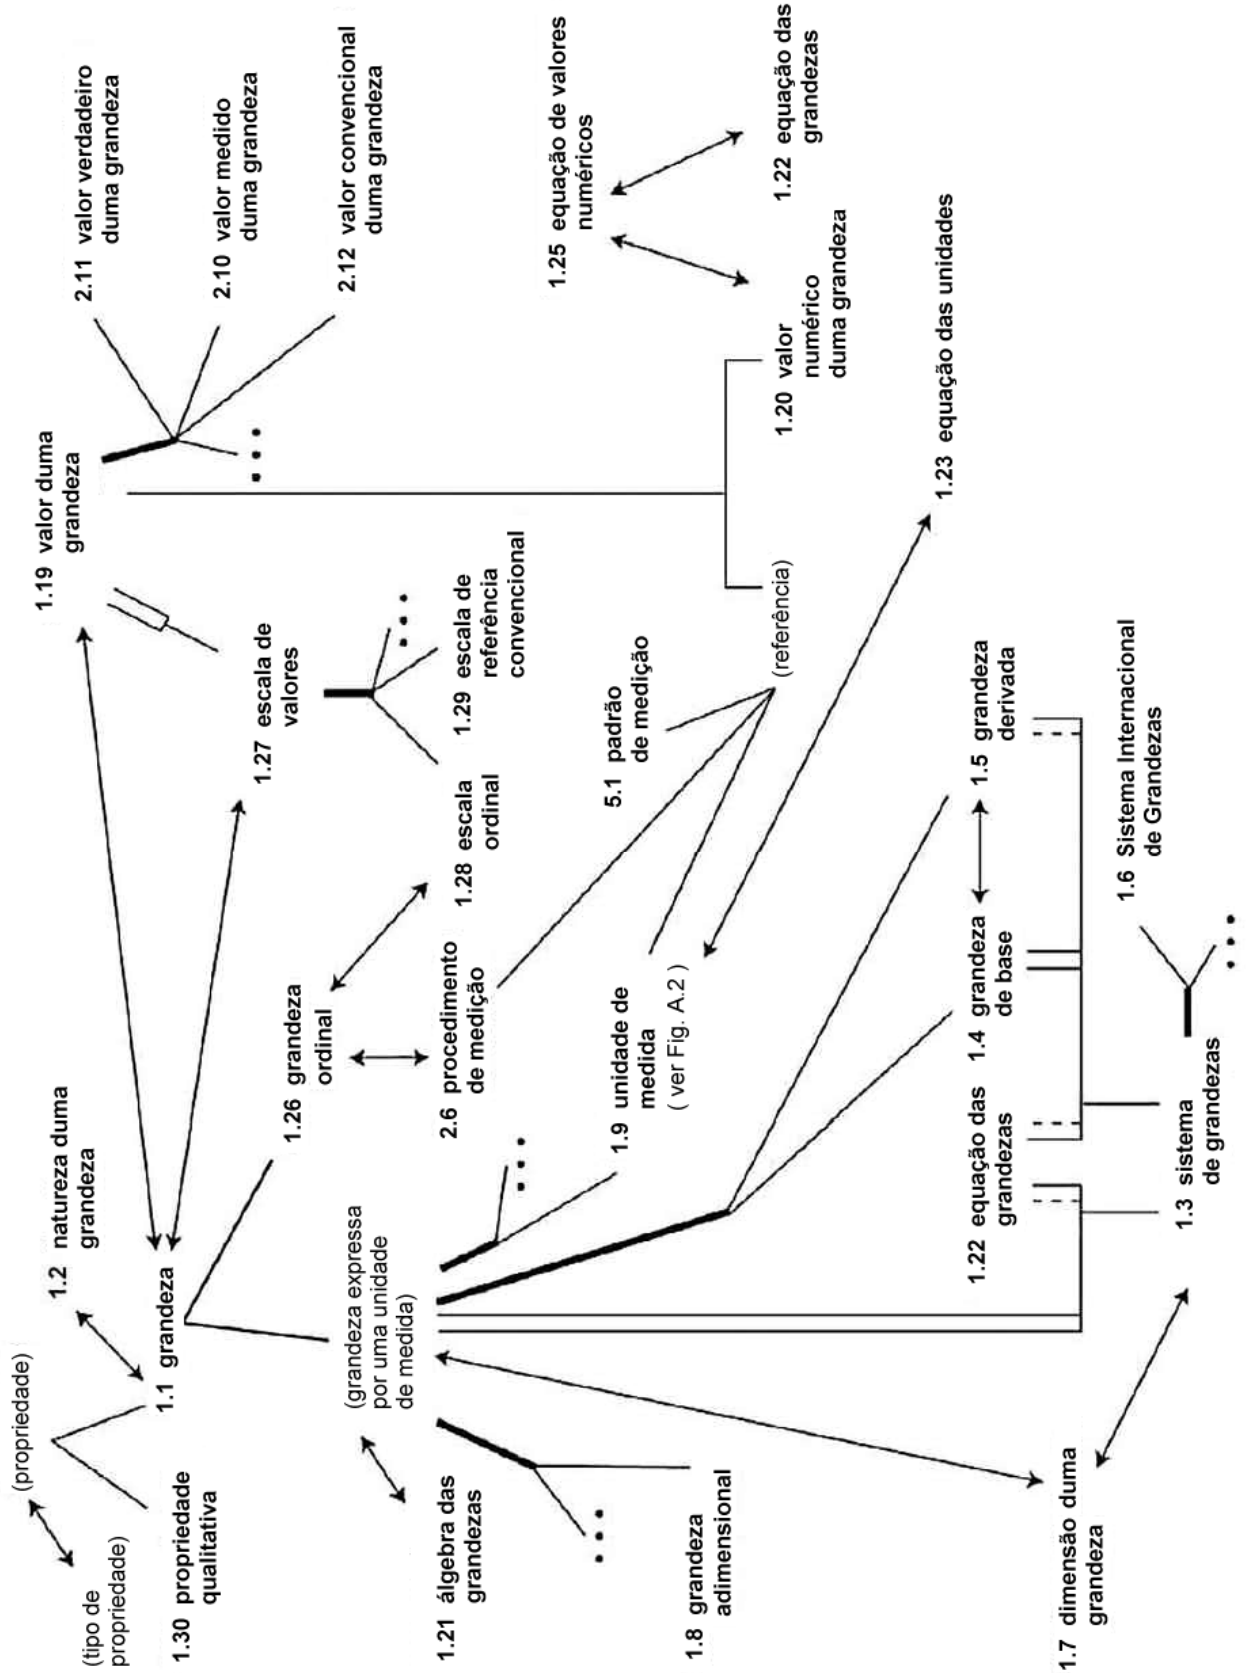 (propriedade)
(tipo de
propriedade)
1.2 natureza duma
grandeza
1.19 valor duma
grandeza
2.11 valor verdadeiro
duma grandeza
1.30 propriedade
qualitativa
1.1 grandeza
2.10 valor medido
duma grandeza
1.27 escala de
valores
2.12 valor convencional
duma grandeza
1.26 grandeza
ordinal
(grandeza expressa
por uma unidade
de medida)
1.21 álgebra das
grandezas
2.6 procedimento
de medição
1.28 escala
ordinal
1.29 escala de
referência
convencional
1.25 equação de valores
numéricos
1.9 unidade de
medida
( ver Fig. A.2 )
5.1 padrão
de medição
1.8 grandeza
adimensional
(referência)
1.20 valor
numérico
duma grandeza
1.22 equação das
grandezas
1.23 equação das unidades
1.22 equação das
grandezas
1.4 grandeza
de base
1.5 grandeza
derivada
1.7 dimensão duma
grandeza
1.3 sistema
de grandezas
1.6 Sistema Internacional
de Grandezas